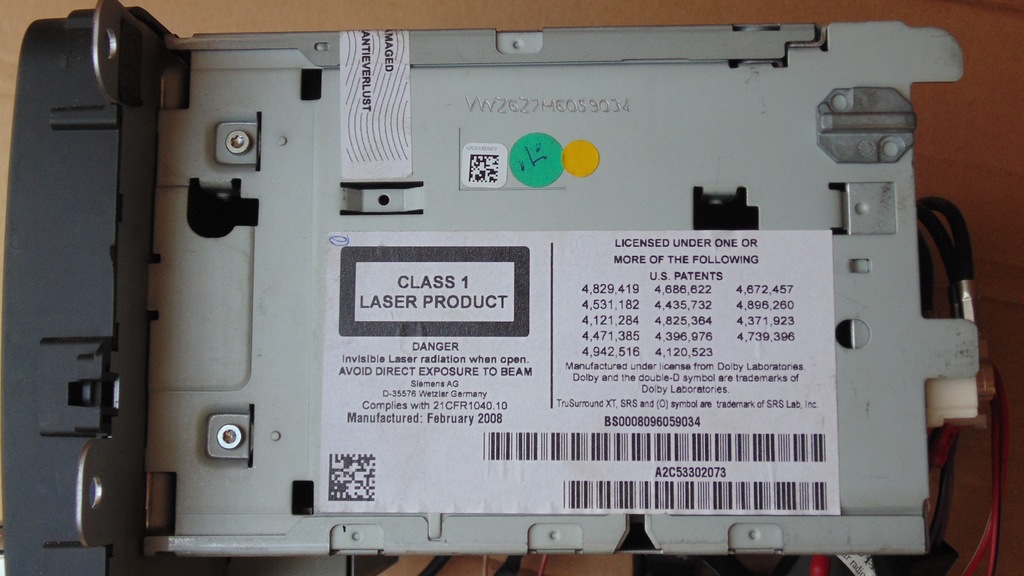 MAGED
ANTIEVERLUST
VWZ6Z7H6059034
CLASS 1
LASER PRODUCT
DANGER
Invisible Laser radiation when open.
AVOID DIRECT EXPOSURE TO BEAM
Siemens AG
D-35576 Wetzlar Germany
Complies with 21CFR1040.10
Manufactured: February 2008
LICENSED UNDER ONE OR
MORE OF THE FOLLOWING
U.S. PATENTS
4,829,419 4,686,622 4,672,457
4,531,182 4,435,732 4,896,260
4,121,284 4,825,364 4,371,923
4,471,385 4,396,976 4,739,396
4,942,516 4,120,523
Manufactured under license from Dolby Laboratories.
Dolby and the double-D symbol are trademarks of
Dolby Laboratories.
TruSurround XT, SRS and (O) symbol are trademark of SRS Lab, Inc.
BS0008096059034
A2C53302073